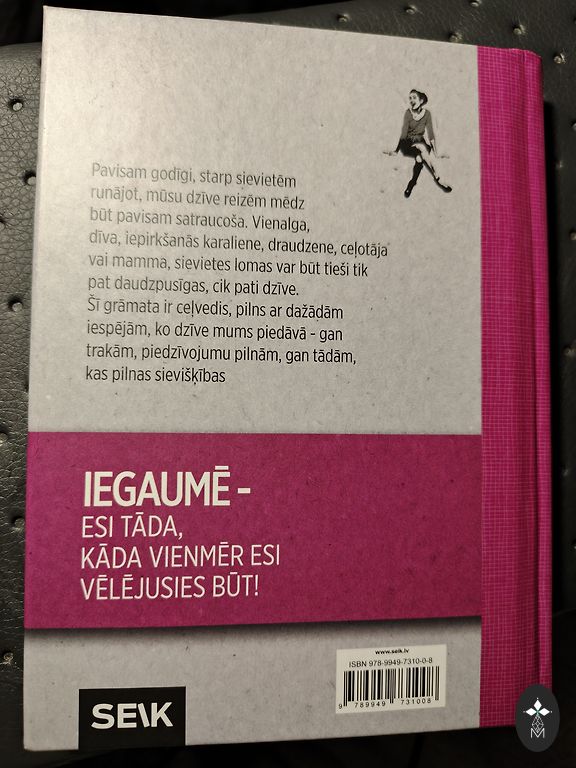 Pavisam godīgi, starp sievietēm
runājot, mūsu dzīve reizēm mēdz
būt pavisam satraucoša. Vienalga,
dīva, iepirkšanās karaliene, draudzene, ceļotāja
vai mamma, sievietes lomas var būt tieši tik
pat daudzpusīgas, cik pati dzīve.
Šī grāmata ir ceļvedis, pilns ar dažādām
iespējām, ko dzīve mums piedāvā - gan
trakām, piedzīvojumu pilnām, gan tādām,
kas pilnas sievišķības
IEGAUMĒ -
ESI TĀDA,
KĀDA VIENMĒR ESI
VĒLĒJUSIES BŪT!
www.seik.lv
ISBN 978-9949-7310-0-8
9 789949 731008
SEIK
M